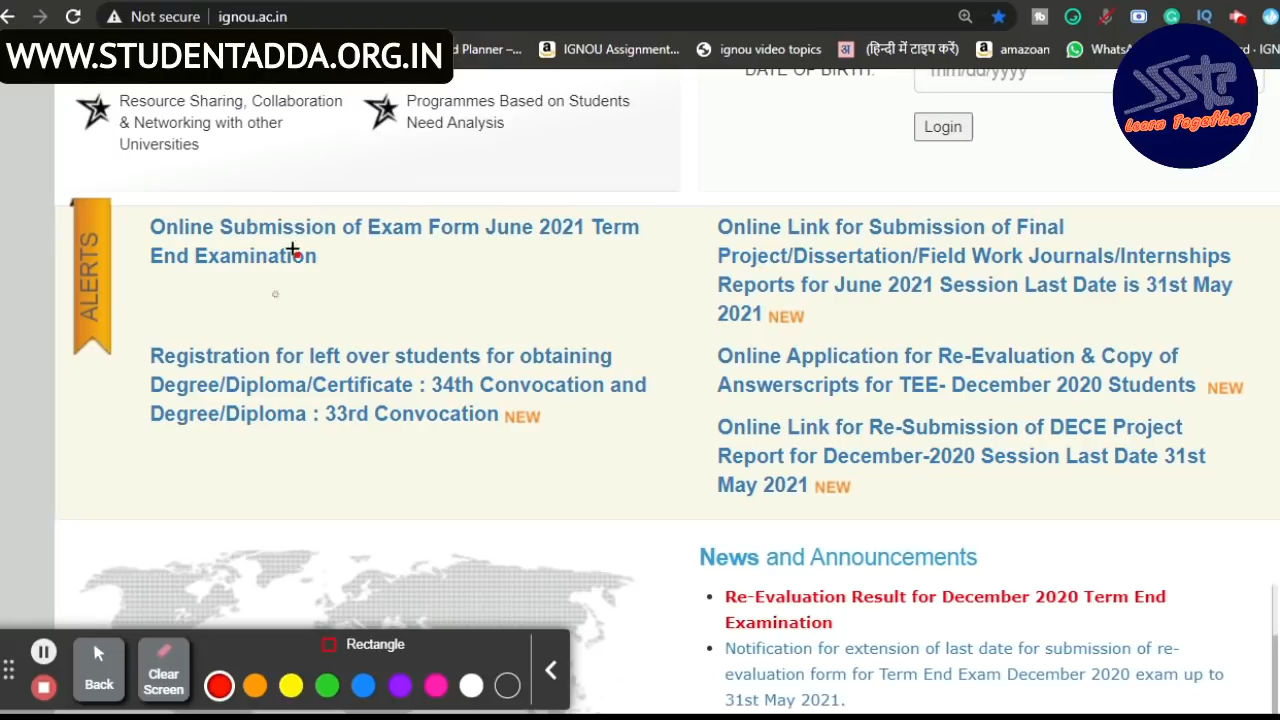 Not secure ignou.ac.in
WWW.STUDENTADDA.ORG.IN
d Planner -...
IGNOU Assignment...
ignou video topics
(हिन्दी में टाइप करें)
amazoan
WhatsA
rd · IGN
DATE OF BIRTH:
mm/dd/yyyy
Resource Sharing, Collaboration
& Networking with other
Universities
Programmes Based on Students
Need Analysis
Login
Learn Together
ALERTS
Online Submission of Exam Form June 2021 Term
End Examination
Registration for left over students for obtaining
Degree/Diploma/Certificate : 34th Convocation and
Degree/Diploma : 33rd Convocation NEW
Online Link for Submission of Final
Project/Dissertation/Field Work Journals/Internships
Reports for June 2021 Session Last Date is 31st May
2021 NEW
Online Application for Re-Evaluation & Copy of
Answerscripts for TEE- December 2020 Students NEW
Online Link for Re-Submission of DECE Project
Report for December-2020 Session Last Date 31st
May 2021 NEW
News and Announcements
Re-Evaluation Result for December 2020 Term End
Examination
Notification for extension of last date for submission of re-
evaluation form for Term End Exam December 2020 exam up to
31st May 2021.
Rectangle
Back
Clear
Screen